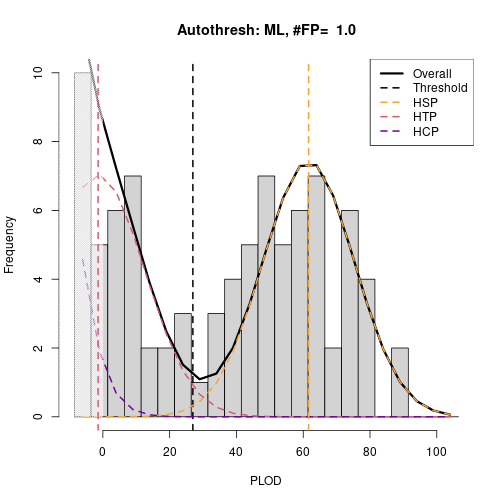 Autothresh: ML, #FP= 1.0
Overall
Threshold
HSP
HTP
HCP
Frequency
10
8
6
4
2
0
0 20 40 60 80 100
PLOD